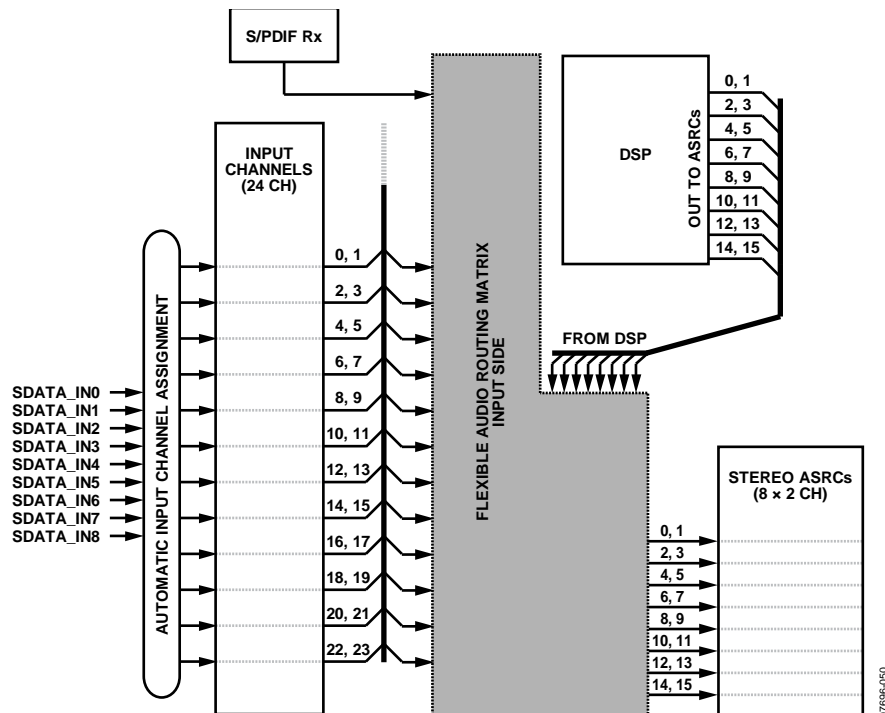 S/PDIF Rx
INPUT
CHANNELS
(24 CH)
0, 1
2, 3
4, 5
6, 7
8, 9
10, 11
12, 13
14, 15
16, 17
18, 19
20, 21
22, 23
AUTOMATIC INPUT CHANNEL ASSIGNMENT
SDATA_IN0
SDATA_IN1
SDATA_IN2
SDATA_IN3
SDATA_IN4
SDATA_IN5
SDATA_IN6
SDATA_IN7
SDATA_IN8
FLEXIBLE AUDIO ROUTING MATRIX
INPUT SIDE
DSP
OUT TO ASRCs
0, 1
2, 3
4, 5
6, 7
8, 9
10, 11
12, 13
14, 15
FROM DSP
STEREO ASRCs
(8 × 2 CH)
0, 1
2, 3
4, 5
6, 7
8, 9
10, 11
12, 13
14, 15